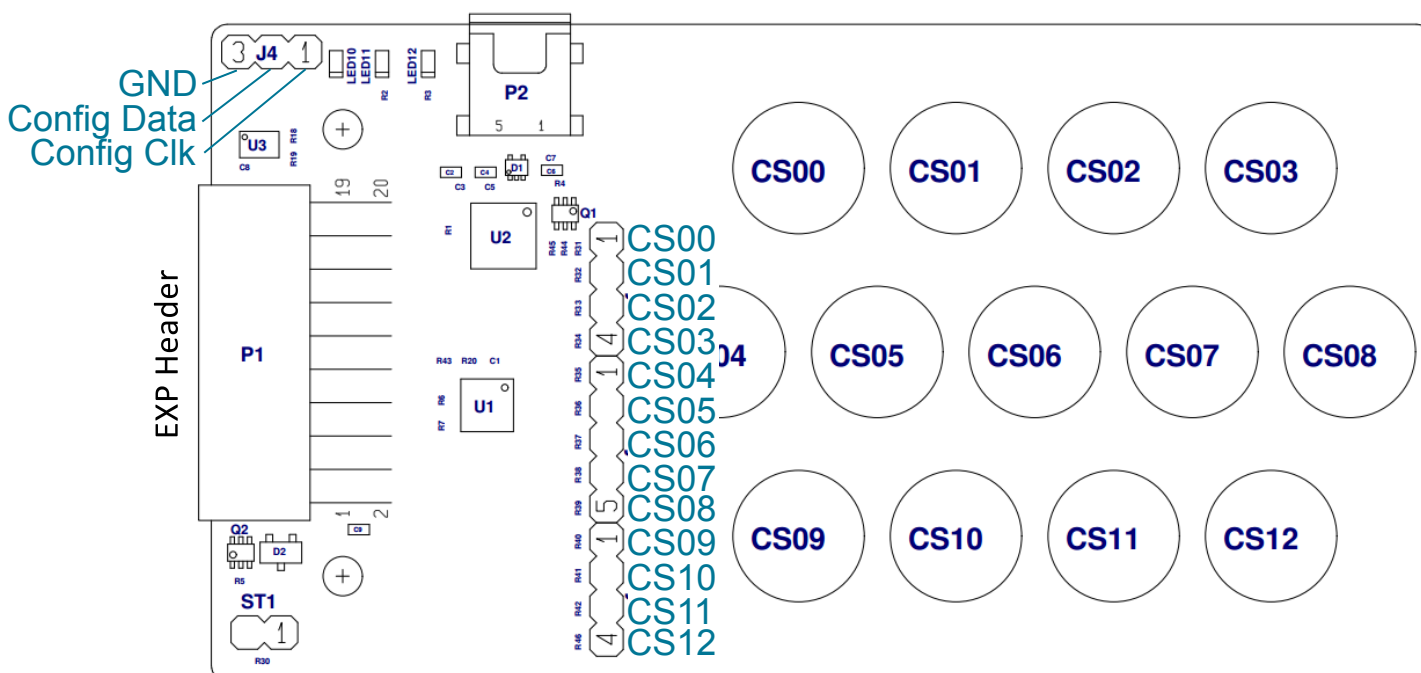 3 J4 1
GND
Config Data
Config Clk
LED10
LED11
LED12
R2
R3
P2
5 1
U3
R18
R19
C8
C2
C3
C4
C5
D1
C7
C6
R4
19
20
R1
U2
Q1
R45
R44
R31
1
CS00
R32
CS01
R33
CS02
R34
4
CS03
EXP Header
P1
R43 R20 C1
R6
R7
U1
R35
1
CS04
R36
CS05
R37
CS06
R38
CS07
R39
5
CS08
1
2
C9
Q2
D2
R5
R40
1
CS09
R41
CS10
R42
CS11
R46
4
CS12
ST1
1
R30
CS00 CS01 CS02 CS03
04 CS05 CS06 CS07 CS08
CS09 CS10 CS11 CS12